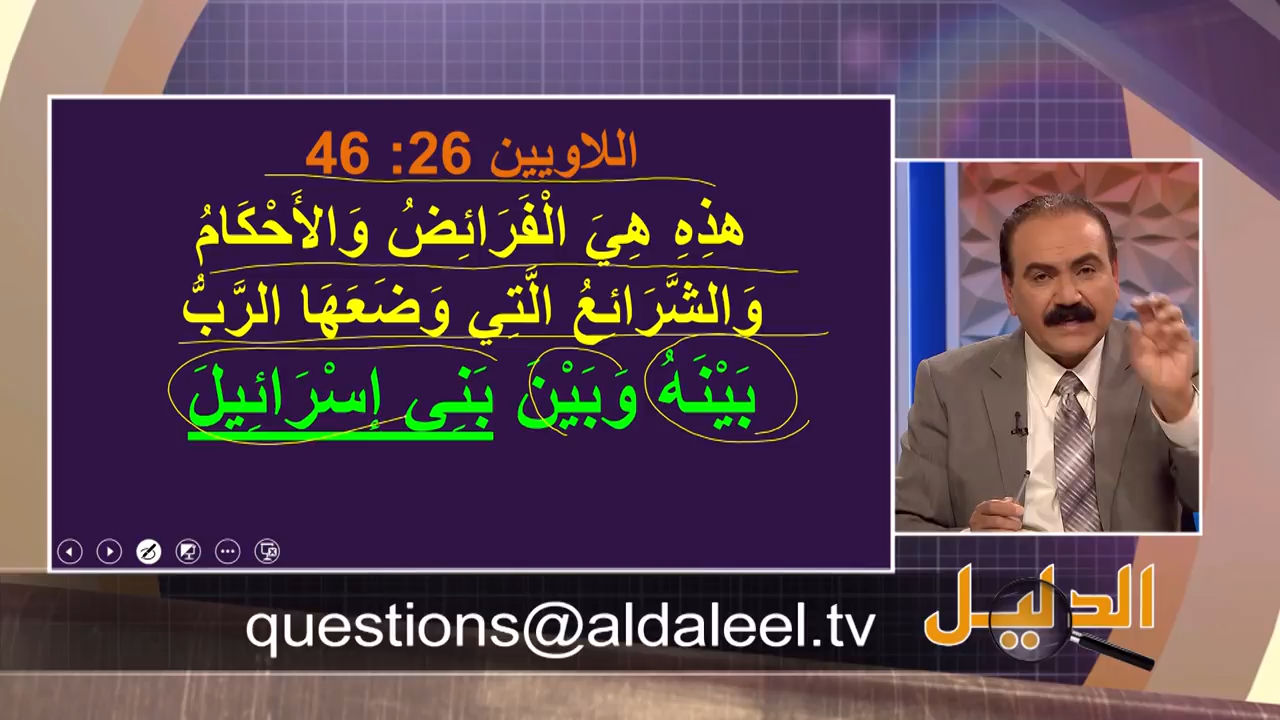 اللاويين 26: 46
هذِهِ هِيَ الْفَرَائِضُ وَالأَحْكَامُ
وَالشَّرَائِعُ الَّتِي وَضَعَهَا الرَّبُّ
بَيْنَهُ وَبَيْنَ بَنِي إِسْرَائِيلَ
questions@aldaleel.tv
الدليل